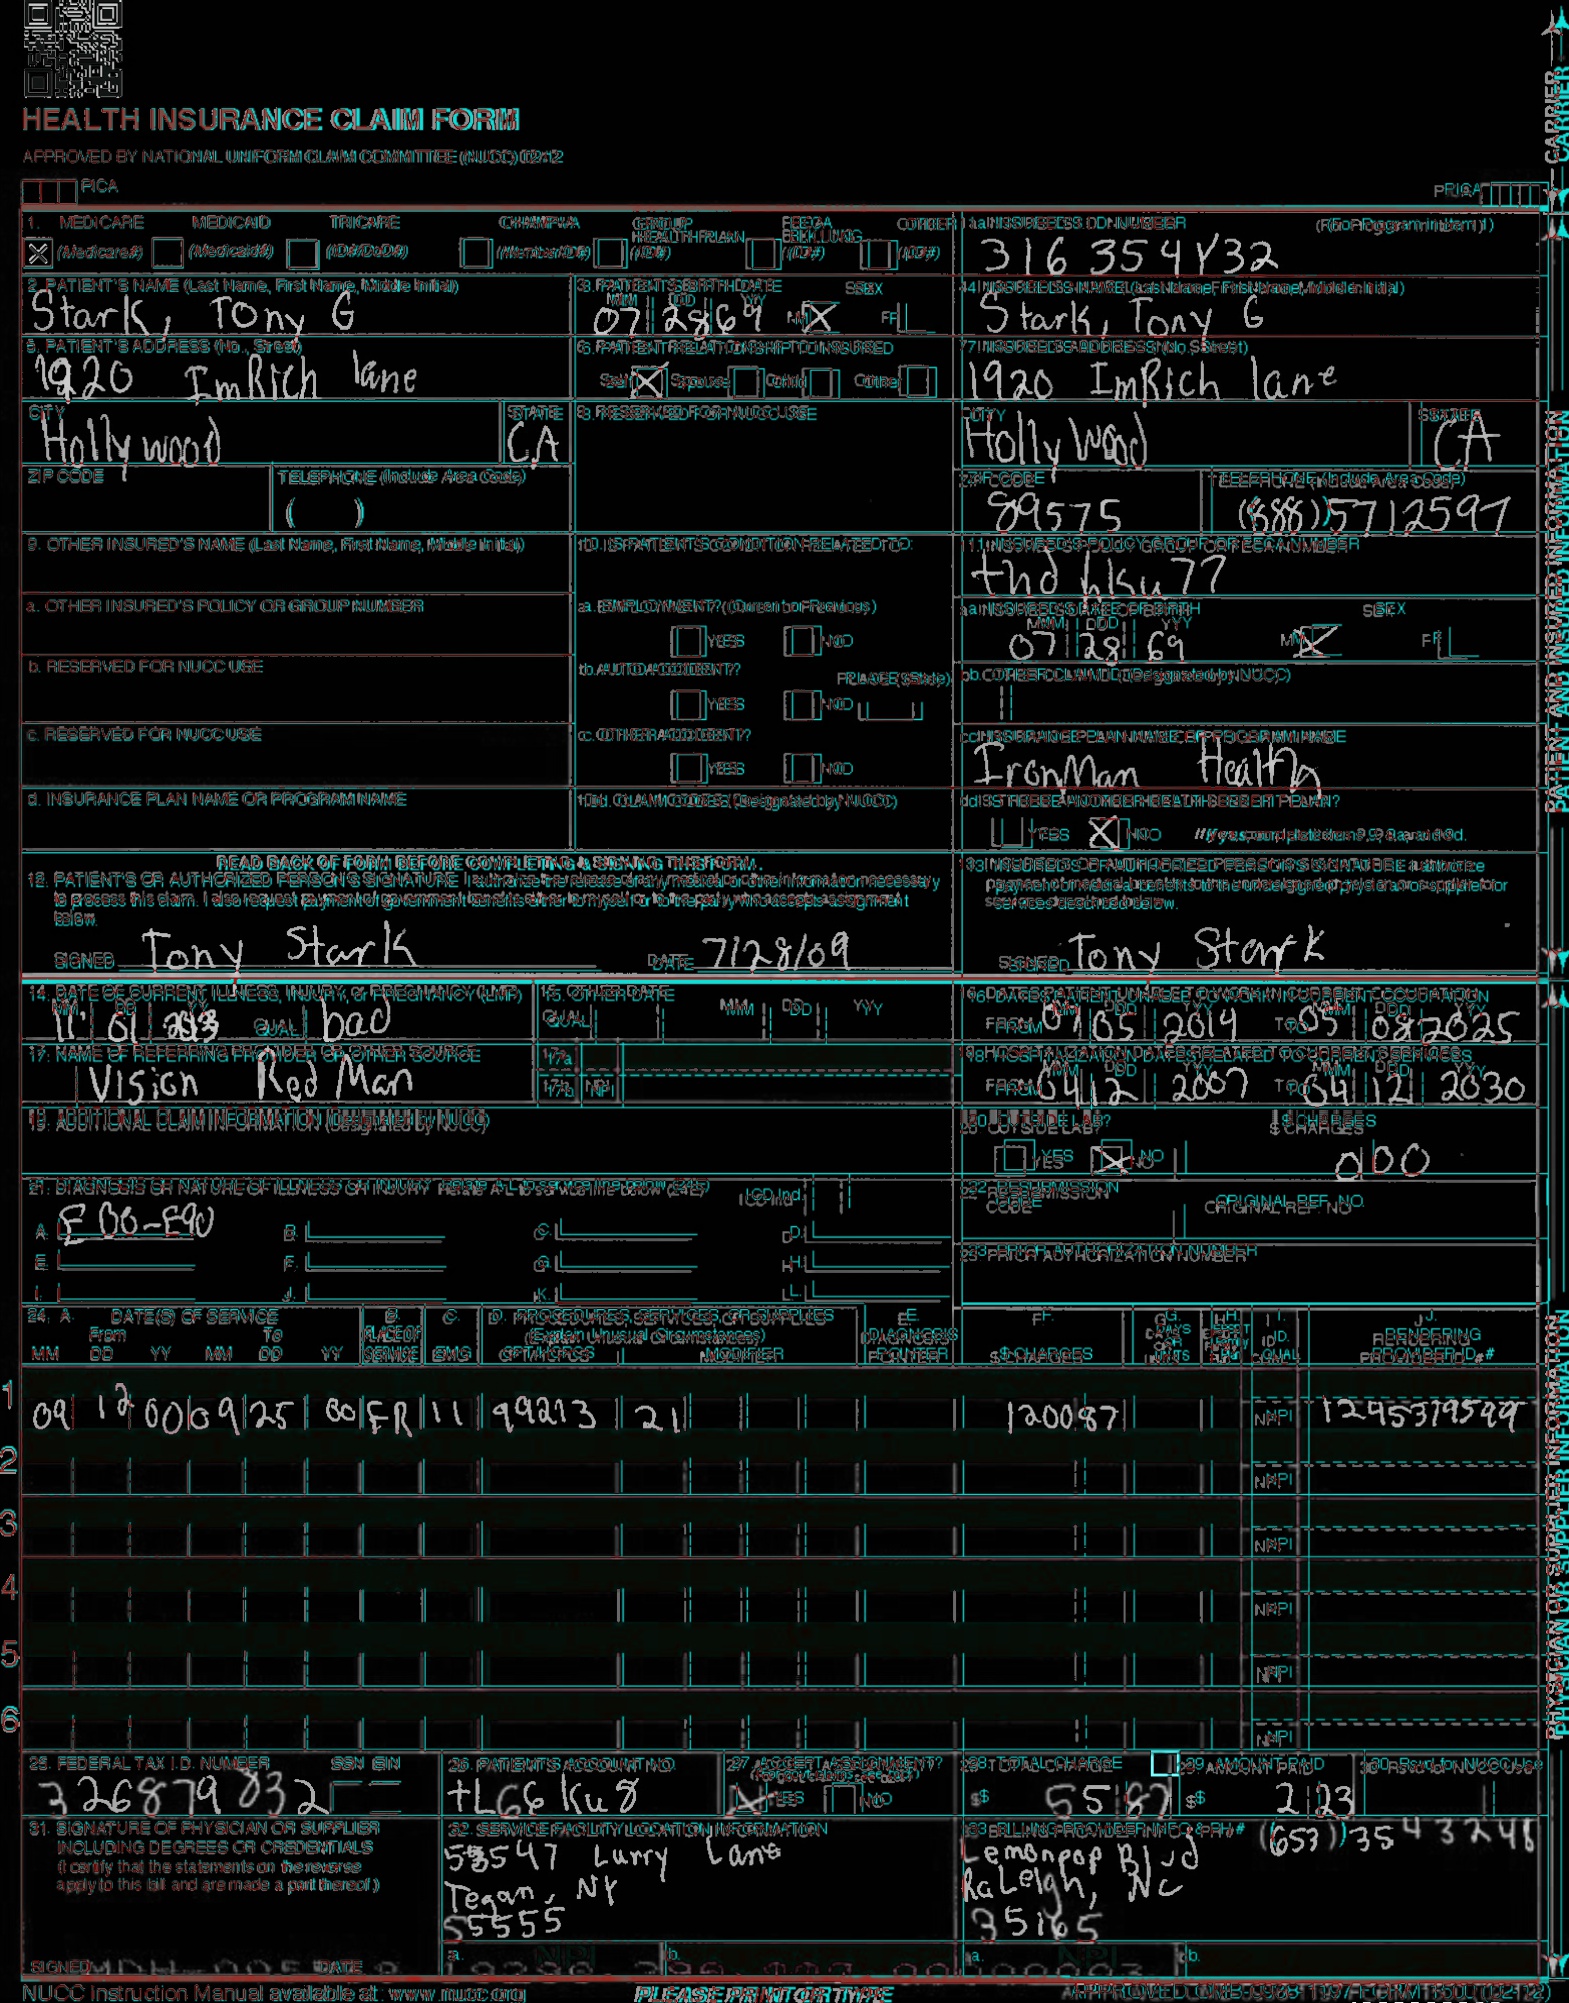 HEALTH INSURANCE CLAIM FORM
APPROVED BY NATIONAL UNIFORM CLAIM COMMITTEE (NUCC) 02/12
PICA
PICA
CARRIER
1. MEDICARE MEDICAID TRICARE CHAMPVA GROUP HEALTH PLAN FECA BLK LUNG OTHER
(Medicare#) (Medicaid#) (ID#/DoD#) (Member ID#) (ID#) (ID#) (ID#)
1a. INSURED'S I.D. NUMBER (For Program in Item 1)
316 354Y32
2. PATIENT'S NAME (Last Name, First Name, Middle Initial)
Stark, Tony G
3. PATIENT'S BIRTH DATE SEX
MM DD YY
07 28 69 M F
4. INSURED'S NAME (Last Name, First Name, Middle Initial)
Stark, Tony G
5. PATIENT'S ADDRESS (No., Street)
1920 ImRich lane
6. PATIENT RELATIONSHIP TO INSURED
Self Spouse Child Other
7. INSURED'S ADDRESS (No., Street)
1920 ImRich lane
CITY STATE
Hollywood CA
8. RESERVED FOR NUCC USE
CITY STATE
Hollywood CA
ZIP CODE TELEPHONE (Include Area Code)
( )
ZIP CODE TELEPHONE (Include Area Code)
89575 (888) 5712597
9. OTHER INSURED'S NAME (Last Name, First Name, Middle Initial)
10. IS PATIENT'S CONDITION RELATED TO:
11. INSURED'S POLICY GROUP OR FECA NUMBER
thd hku77
a. OTHER INSURED'S POLICY OR GROUP NUMBER
a. EMPLOYMENT? (Current or Previous)
YES NO
a. INSURED'S DATE OF BIRTH SEX
MM DD YY
07 28 69 M F
b. RESERVED FOR NUCC USE
b. AUTO ACCIDENT? PLACE (State)
YES NO
b. OTHER CLAIM ID (Designated by NUCC)
c. RESERVED FOR NUCC USE
c. OTHER ACCIDENT?
YES NO
c. INSURANCE PLAN NAME OR PROGRAM NAME
IronMan Health
d. INSURANCE PLAN NAME OR PROGRAM NAME
10d. CLAIM CODES (Designated by NUCC)
d. IS THERE ANOTHER HEALTH BENEFIT PLAN?
YES NO If yes, complete items 9, 9a, and 9d.
PATIENT AND INSURED INFORMATION
READ BACK OF FORM BEFORE COMPLETING & SIGNING THIS FORM.
12. PATIENT'S OR AUTHORIZED PERSON'S SIGNATURE I authorize the release of any medical or other information necessary
to process this claim. I also request payment of government benefits either to myself or to the party who accepts assignment
below.
SIGNED Tony Stark DATE 7/28/09
13. INSURED'S OR AUTHORIZED PERSON'S SIGNATURE I authorize
payment of medical benefits to the undersigned physician or supplier for
services described below.
SIGNED Tony Stark
14. DATE OF CURRENT ILLNESS, INJURY, or PREGNANCY (LMP)
MM DD YY
11 01 2013 QUAL. bad
15. OTHER DATE
QUAL. MM DD YY
16. DATES PATIENT UNABLE TO WORK IN CURRENT OCCUPATION
MM DD YY MM DD YY
FROM 01 05 2019 TO 05 08 2025
17. NAME OF REFERRING PROVIDER OR OTHER SOURCE
Vision Red Man
17a.
17b. NPI
18. HOSPITALIZATION DATES RELATED TO CURRENT SERVICES
MM DD YY MM DD YY
FROM 04 12 2007 TO 04 12 2030
19. ADDITIONAL CLAIM INFORMATION (Designated by NUCC)
20. OUTSIDE LAB? $ CHARGES
YES NO 000
21. DIAGNOSIS OR NATURE OF ILLNESS OR INJURY Relate A-L to service line below (24E)
ICD Ind.
A. E00-E90 B. C. D.
E. F. G. H.
I. J. K. L.
22. RESUBMISSION CODE ORIGINAL REF. NO.
23. PRIOR AUTHORIZATION NUMBER
24. A. DATE(S) OF SERVICE B. C. D. PROCEDURES, SERVICES, OR SUPPLIES E. F. G. H. I. J.
From To PLACE OF SERVICE EMG (Explain Unusual Circumstances) DIAGNOSIS POINTER $ CHARGES DAYS OR UNITS EPSDT Family Plan ID. QUAL. RENDERING PROVIDER ID. #
MM DD YY MM DD YY CPT/HCPCS MODIFIER
1 09 12 00 09 25 00 ER 11 99213 21 1200 87 NPI 1245319599
2 NPI
3 NPI
4 NPI
5 NPI
6 NPI
PHYSICIAN OR SUPPLIER INFORMATION
25. FEDERAL TAX I.D. NUMBER SSN EIN
326879832
26. PATIENT'S ACCOUNT NO.
tL66ku8
27. ACCEPT ASSIGNMENT?
(For govt. claims, see back)
YES NO
28. TOTAL CHARGE
$ 55 87
29. AMOUNT PAID
$ 2 23
30. Rsvd for NUCC Use
31. SIGNATURE OF PHYSICIAN OR SUPPLIER
INCLUDING DEGREES OR CREDENTIALS
(I certify that the statements on the reverse
apply to this bill and are made a part thereof.)
SIGNED DATE
32. SERVICE FACILITY LOCATION INFORMATION
58547 Lurry Lane
Tegan, NY
55555
a. b.
33. BILLING PROVIDER INFO & PH # (653) 3543248
Lemonpop Blvd
RaLeigh, NC
35165
a. b.
NUCC Instruction Manual available at: www.nucc.org
PLEASE PRINT OR TYPE